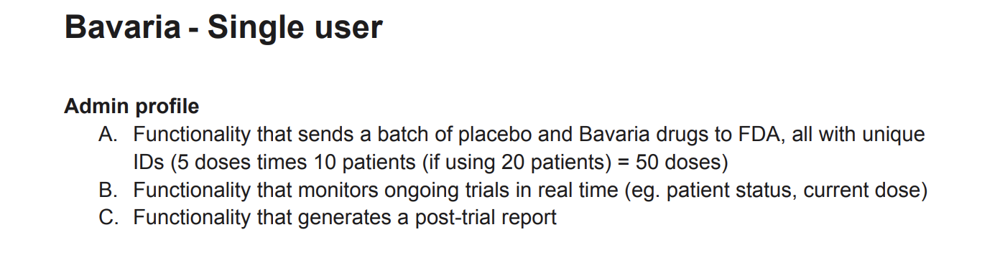 Bavaria - Single user
Admin profile
A. Functionality that sends a batch of placebo and Bavaria drugs to FDA, all with unique
IDs (5 doses times 10 patients (if using 20 patients) = 50 doses)
B. Functionality that monitors ongoing trials in real time (eg. patient status, current dose)
C. Functionality that generates a post-trial report